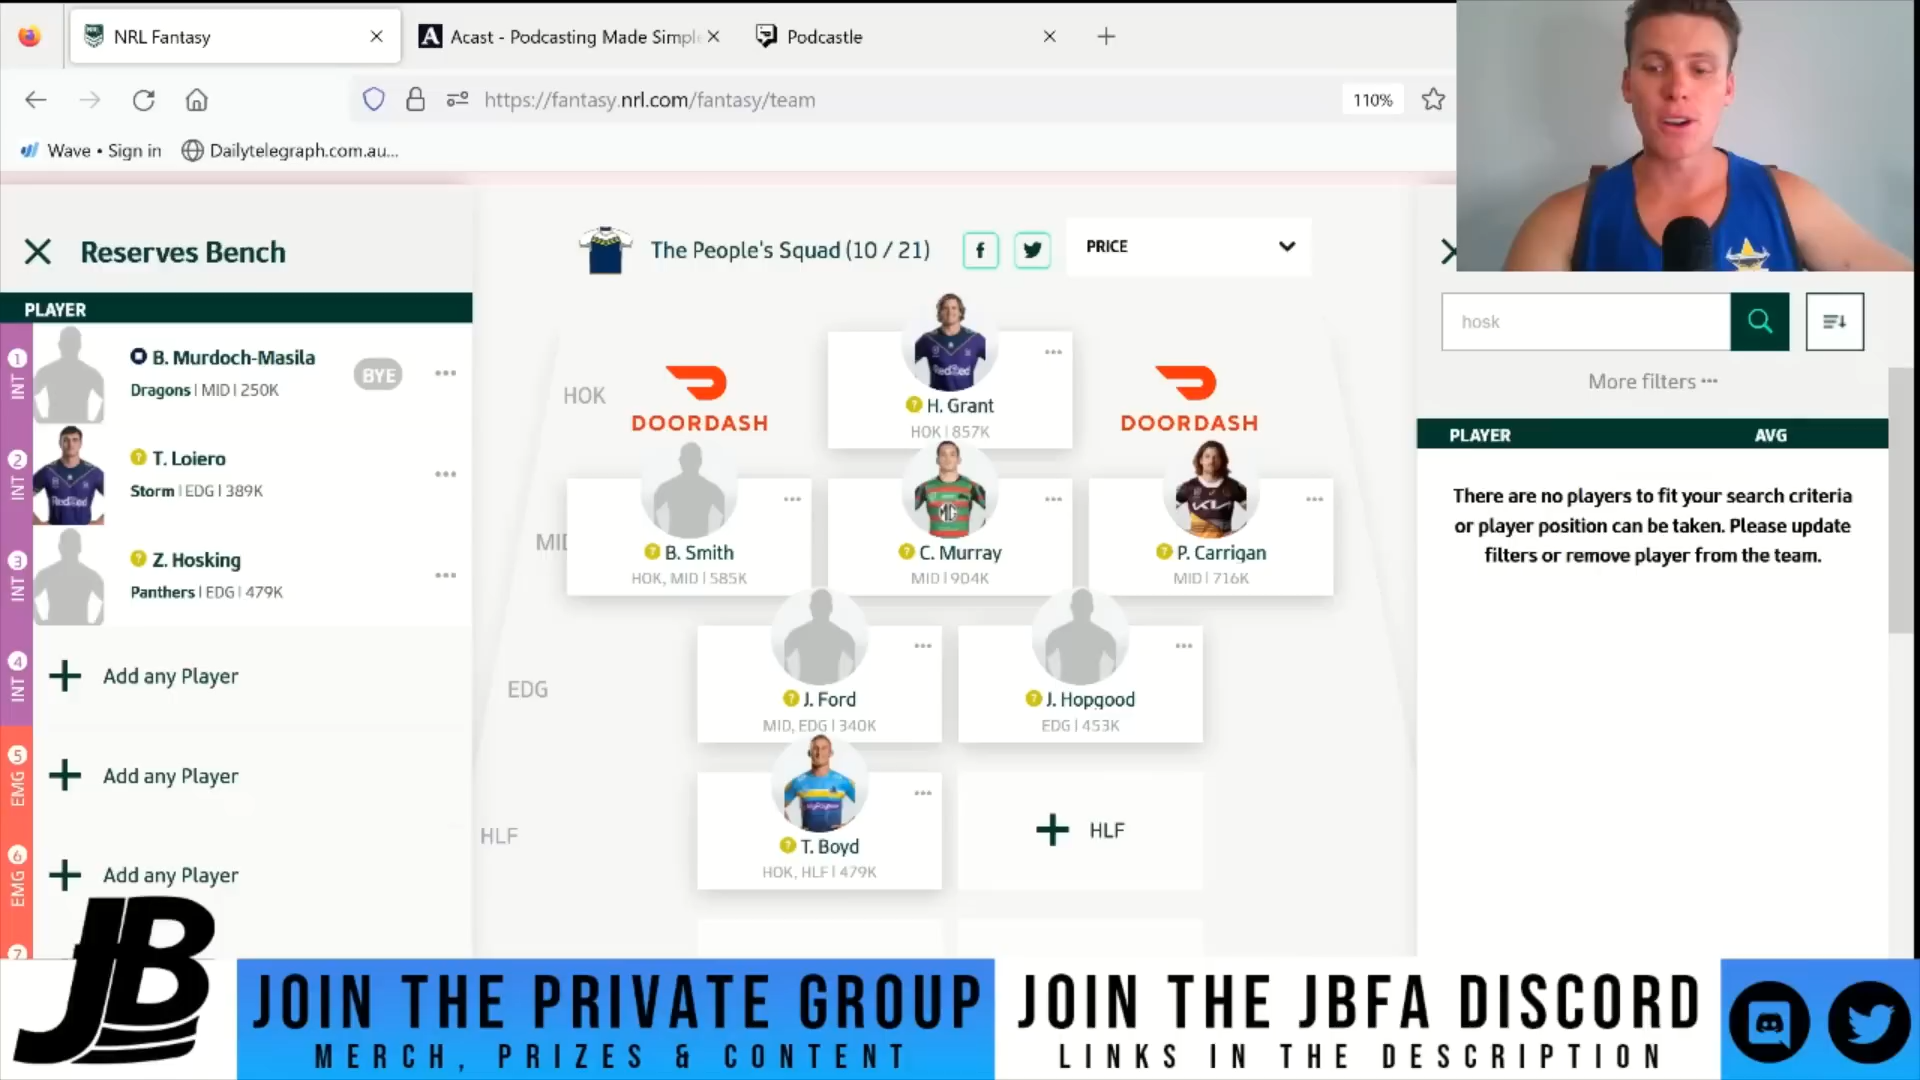 NRL Fantasy
Acast - Podcasting Made Simpl
Podcastle
https://fantasy.nrl.com/fantasy/team
110%
Wave • Sign in
Dailytelegraph.com.au...
Reserves Bench
PLAYER
1 INT
B. Murdoch-Masila
Dragons | MID | 250K
BYE
2 INT
T. Loiero
Storm | EDG | 389K
3 INT
Z. Hosking
Panthers | EDG | 479K
4 INT
Add any Player
5 EMG
Add any Player
6 EMG
Add any Player
7
The People's Squad (10 / 21)
PRICE
HOK
DOORDASH
H. Grant
HOK | 857K
DOORDASH
MID
B. Smith
HOK, MID | 585K
C. Murray
MID | 904K
P. Carrigan
MID | 716K
EDG
J. Ford
MID, EDG | 340K
J. Hopgood
EDG | 453K
HLF
T. Boyd
HOK, HLF | 479K
HLF
hosk
More filters
PLAYER AVG
There are no players to fit your search criteria
or player position can be taken. Please update
filters or remove player from the team.
JB
JOIN THE PRIVATE GROUP
MERCH, PRIZES & CONTENT
JOIN THE JBFA DISCORD
LINKS IN THE DESCRIPTION